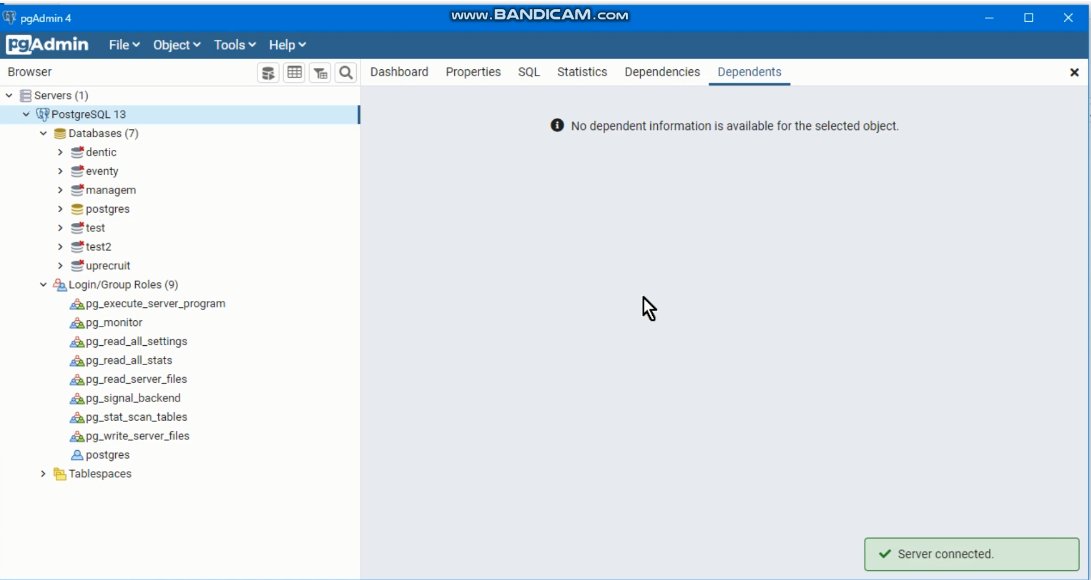 pgAdmin 4
www.BANDICAM.com
pgAdmin File Object Tools Help
Browser
Dashboard Properties SQL Statistics Dependencies Dependents
Servers (1)
PostgreSQL 13
Databases (7)
dentic
eventy
managem
postgres
test
test2
uprecruit
Login/Group Roles (9)
pg_execute_server_program
pg_monitor
pg_read_all_settings
pg_read_all_stats
pg_read_server_files
pg_signal_backend
pg_stat_scan_tables
pg_write_server_files
postgres
Tablespaces
No dependent information is available for the selected object.
Server connected.